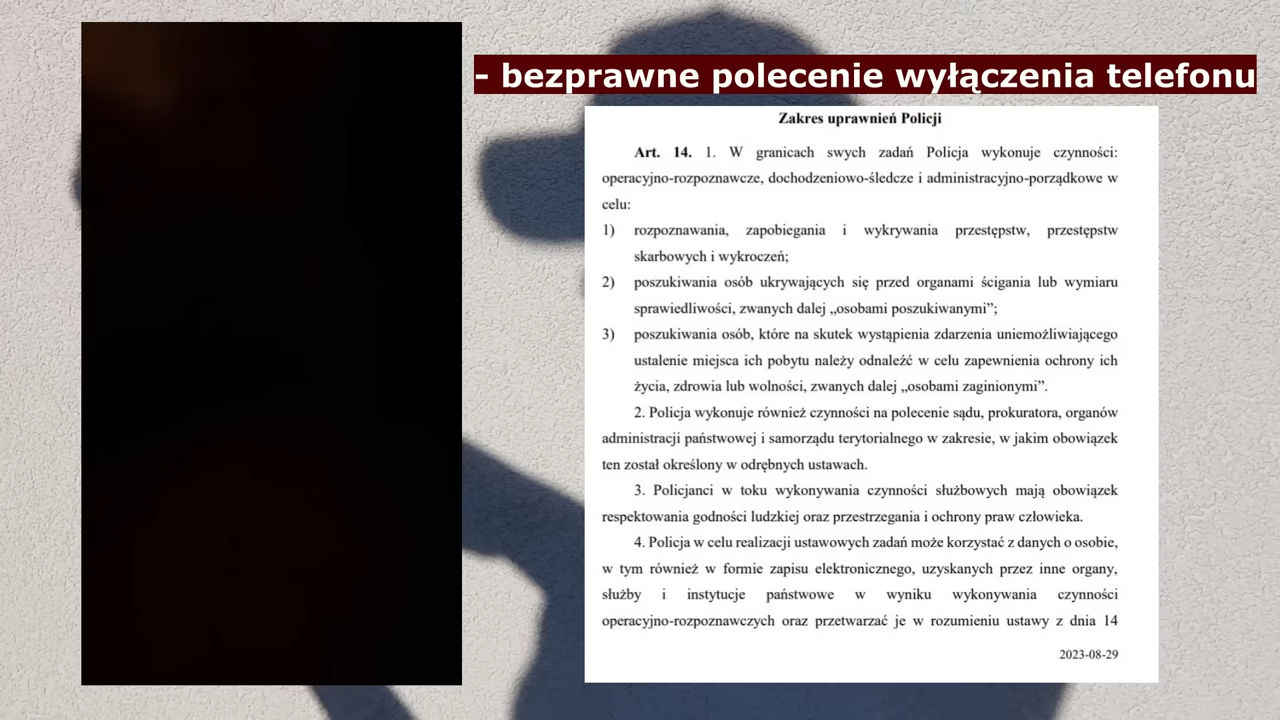 - bezprawne polecenie wyłączenia telefonu
Zakres uprawnień Policji
Art. 14. 1. W granicach swych zadań Policja wykonuje czynności:
operacyjno-rozpoznawcze, dochodzeniowo-śledcze i administracyjno-porządkowe w
celu:
1) rozpoznawania, zapobiegania i wykrywania przestępstw, przestępstw
skarbowych i wykroczeń;
2) poszukiwania osób ukrywających się przed organami ścigania lub wymiaru
sprawiedliwości, zwanych dalej „osobami poszukiwanymi”;
3) poszukiwania osób, które na skutek wystąpienia zdarzenia uniemożliwiającego
ustalenie miejsca ich pobytu należy odnaleźć w celu zapewnienia ochrony ich
życia, zdrowia lub wolności, zwanych dalej „osobami zaginionymi”.
2. Policja wykonuje również czynności na polecenie sądu, prokuratora, organów
administracji państwowej i samorządu terytorialnego w zakresie, w jakim obowiązek
ten został określony w odrębnych ustawach.
3. Policjanci w toku wykonywania czynności służbowych mają obowiązek
respektowania godności ludzkiej oraz przestrzegania i ochrony praw człowieka.
4. Policja w celu realizacji ustawowych zadań może korzystać z danych o osobie,
w tym również w formie zapisu elektronicznego, uzyskanych przez inne organy,
służby i instytucje państwowe w wyniku wykonywania czynności
operacyjno-rozpoznawczych oraz przetwarzać je w rozumieniu ustawy z dnia 14
2023-08-29